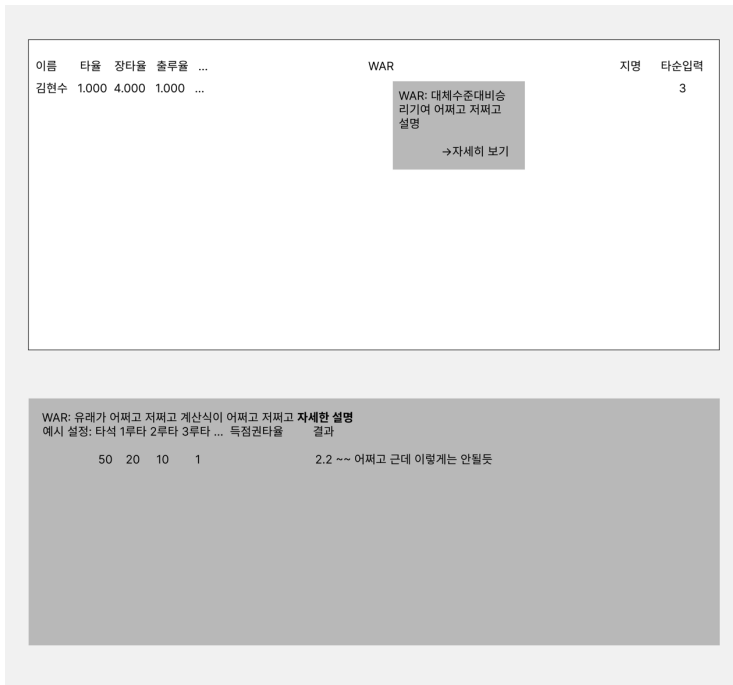 이름 타율 장타율 출루율 ... WAR 지명 타순입력
김현수 1.000 4.000 1.000 ... 3
WAR: 대체수준대비승
리기여 어쩌고 저쩌고
설명
→자세히 보기
WAR: 유래가 어쩌고 저쩌고 계산식이 어쩌고 저쩌고 자세한 설명
예시 설정: 타석 1루타 2루타 3루타 ... 득점권타율 결과
50 20 10 1 2.2 ~~ 어쩌고 근데 이렇게는 안될듯